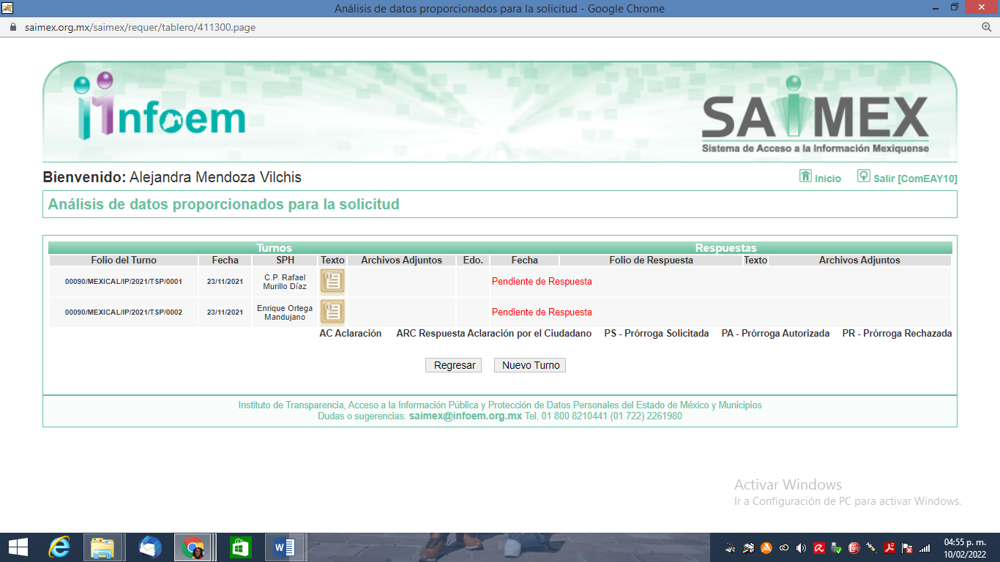 Análisis de datos proporcionados para la solicitud - Google Chrome
saimex.org.mx/saimex/requer/tablero/411300.page
infoem
SAIMEX
Sistema de Acceso a la Información Mexiquense
Bienvenido: Alejandra Mendoza Vilchis
Inicio Salir [ComEAY10]
Análisis de datos proporcionados para la solicitud
Turnos Respuestas
Folio del Turno Fecha SPH Texto Archivos Adjuntos Edo. Fecha Folio de Respuesta Texto Archivos Adjuntos
00090/MEXICAL/IP/2021/TSP/0001 23/11/2021 C.P. Rafael Pendiente de Respuesta
Murillo Díaz
00090/MEXICAL/IP/2021/TSP/0002 23/11/2021 Enrique Ortega Pendiente de Respuesta
Mandujano
AC Aclaración ARC Respuesta Aclaración por el Ciudadano PS - Prórroga Solicitada PA - Prórroga Autorizada PR - Prórroga Rechazada
Regresar Nuevo Turno
Instituto de Transparencia, Acceso a la Información Pública y Protección de Datos Personales del Estado de México y Municipios
Dudas o sugerencias: saimex@infoem.org.mx Tel. 01 800 8210441 (01 722) 2261980
Activar Windows
Ir a Configuración de PC para activar Windows.
04:55 p. m.
10/02/2022